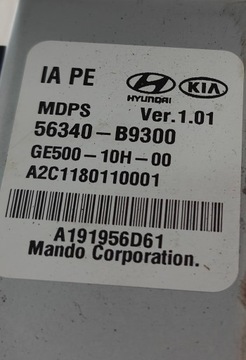 IA PE
HYUNDAI KIA
MDPS Ver.1.01
56340-B9300
GE500-10H-00
A2C1180110001
A191956D61
Mando Corporation.